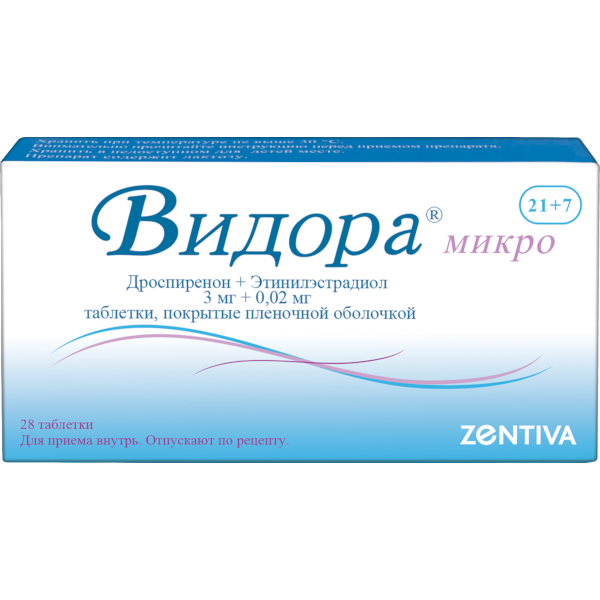 Хранить при температуре не выше 30 °С.
Внимательно прочитайте инструкцию перед приемом препарата.
Хранить в недоступном для детей месте.
Препарат содержит лактозу.
21+7
Видора®
микро
Дроспиренон + Этинилэстрадиол
3 мг + 0,02 мг
таблетки, покрытые пленочной оболочкой
28 таблетки
Для приема внутрь. Отпускают по рецепту.
ZENTIVA